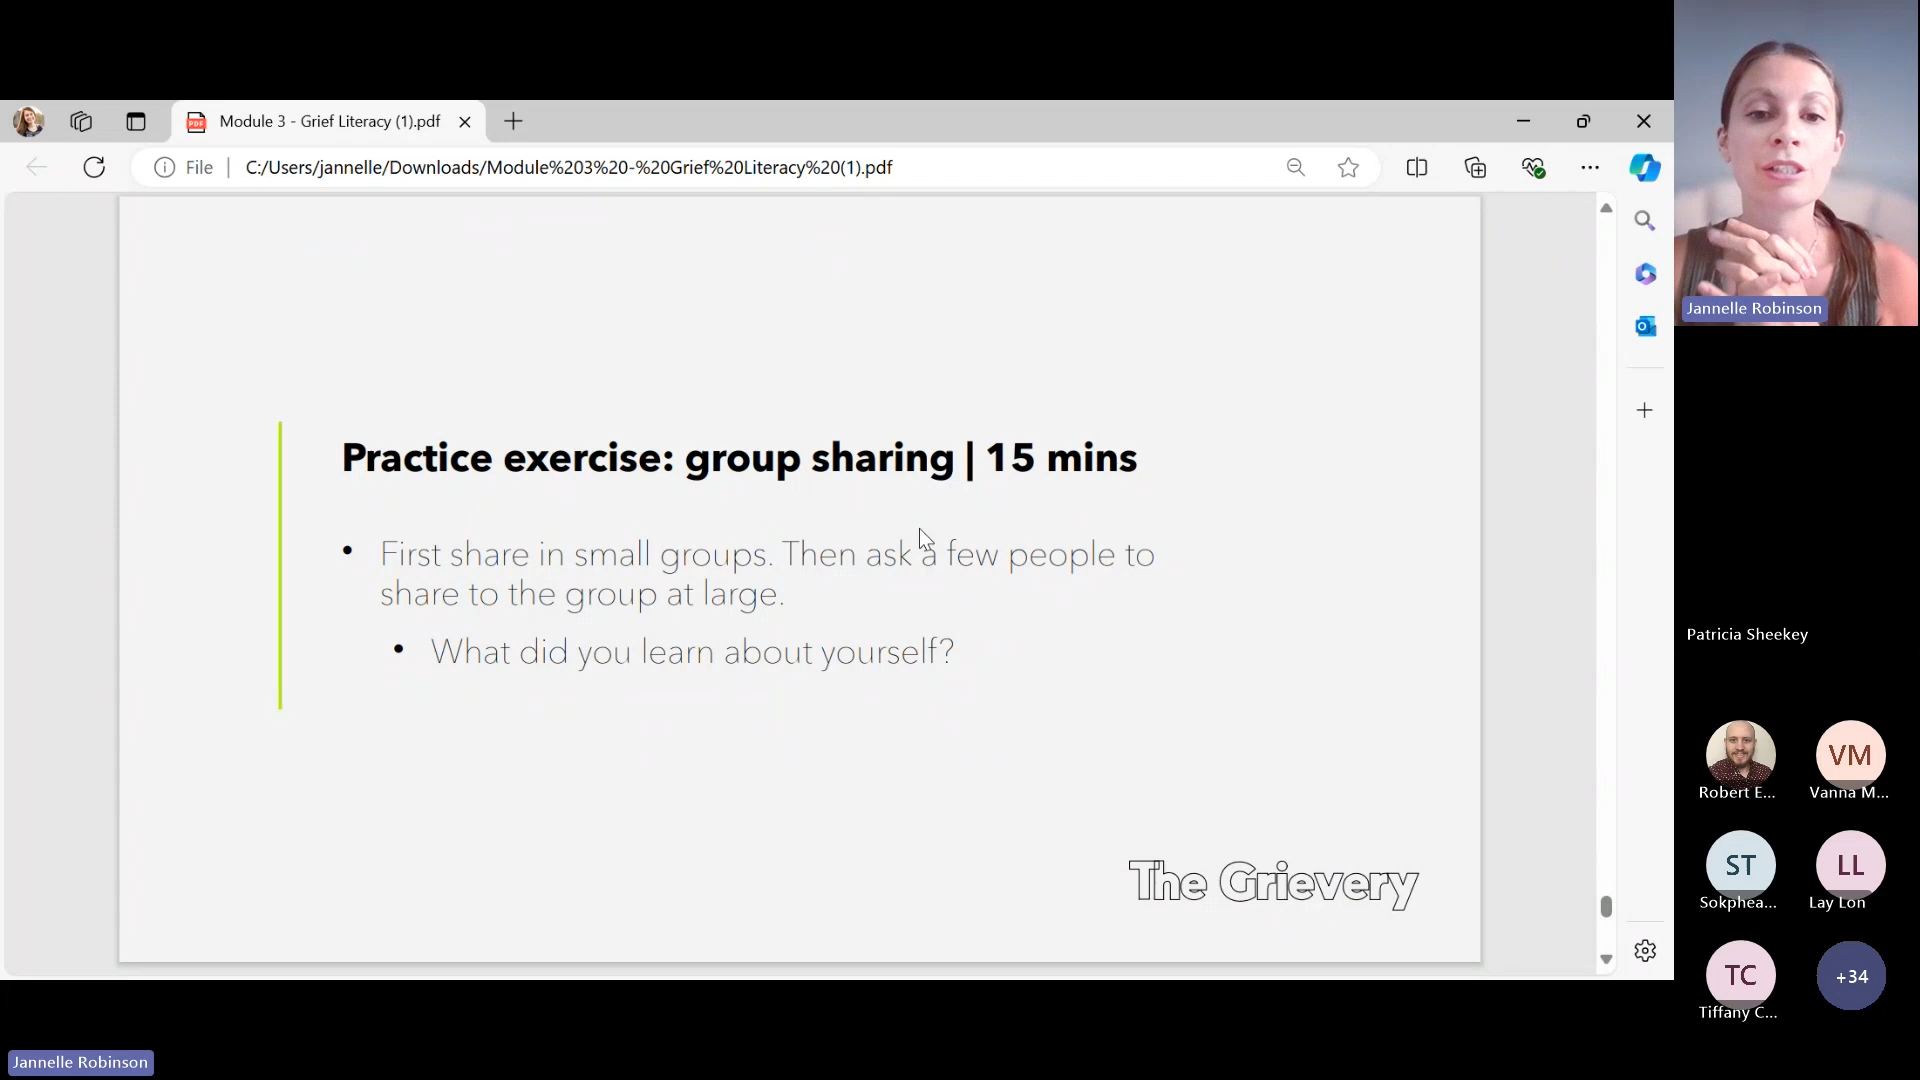 Module 3 - Grief Literacy (1).pdf
File
C:/Users/jannelle/Downloads/Module%203%20-%20Grief%20Literacy%20(1).pdf
Practice exercise: group sharing | 15 mins
• First share in small groups. Then ask a few people to
share to the group at large.
• What did you learn about yourself?
The Grievery
Jannelle Robinson
Patricia Sheekey
VM
Robert E...
Vanna M...
ST
LL
Sokphea...
Lay Lon
TC
+34
Tiffany C...
Jannelle Robinson